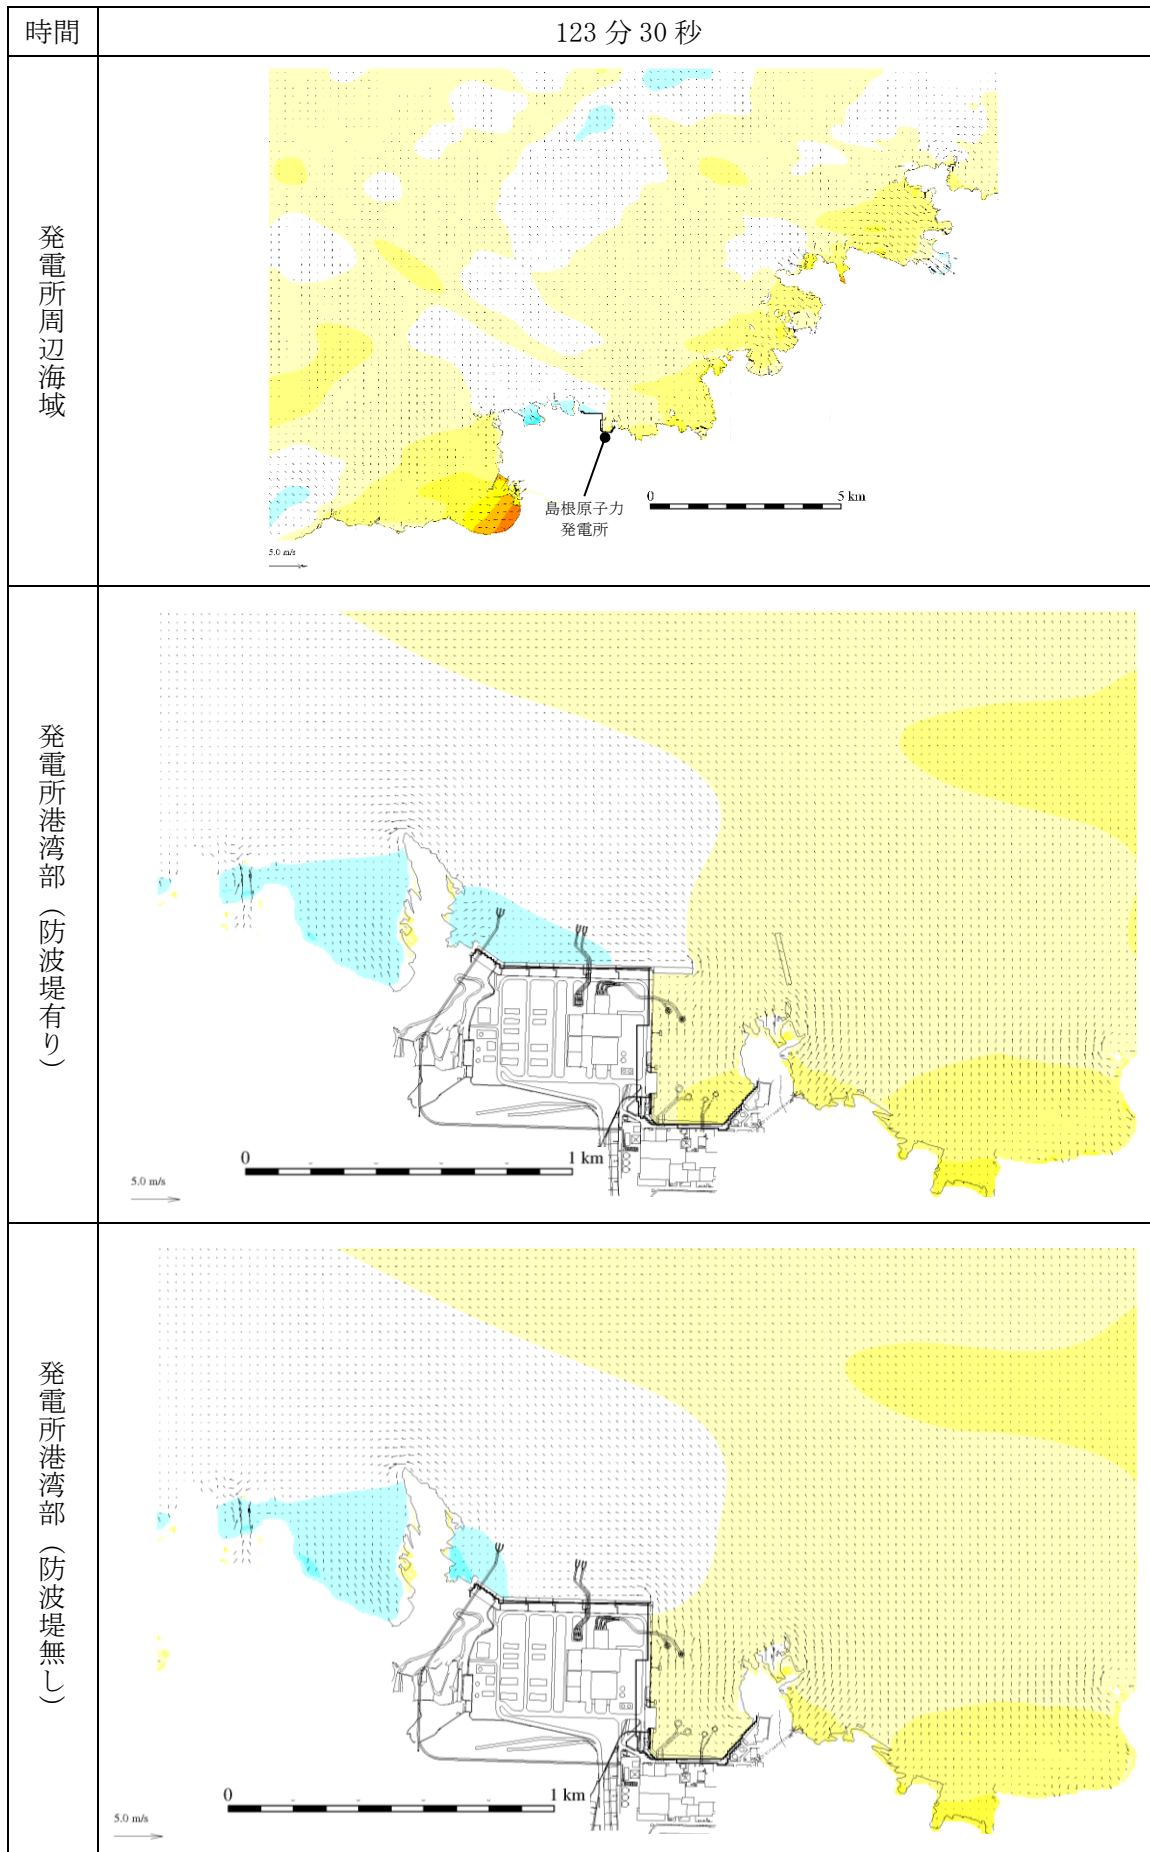 時間
123 分 30 秒
発電所周辺海域
島根原子力
発電所
0
5 km
5.0 m/s
発電所港湾部（防波堤有り）
0
1 km
5.0 m/s
発電所港湾部（防波堤無し）
0
1 km
5.0 m/s